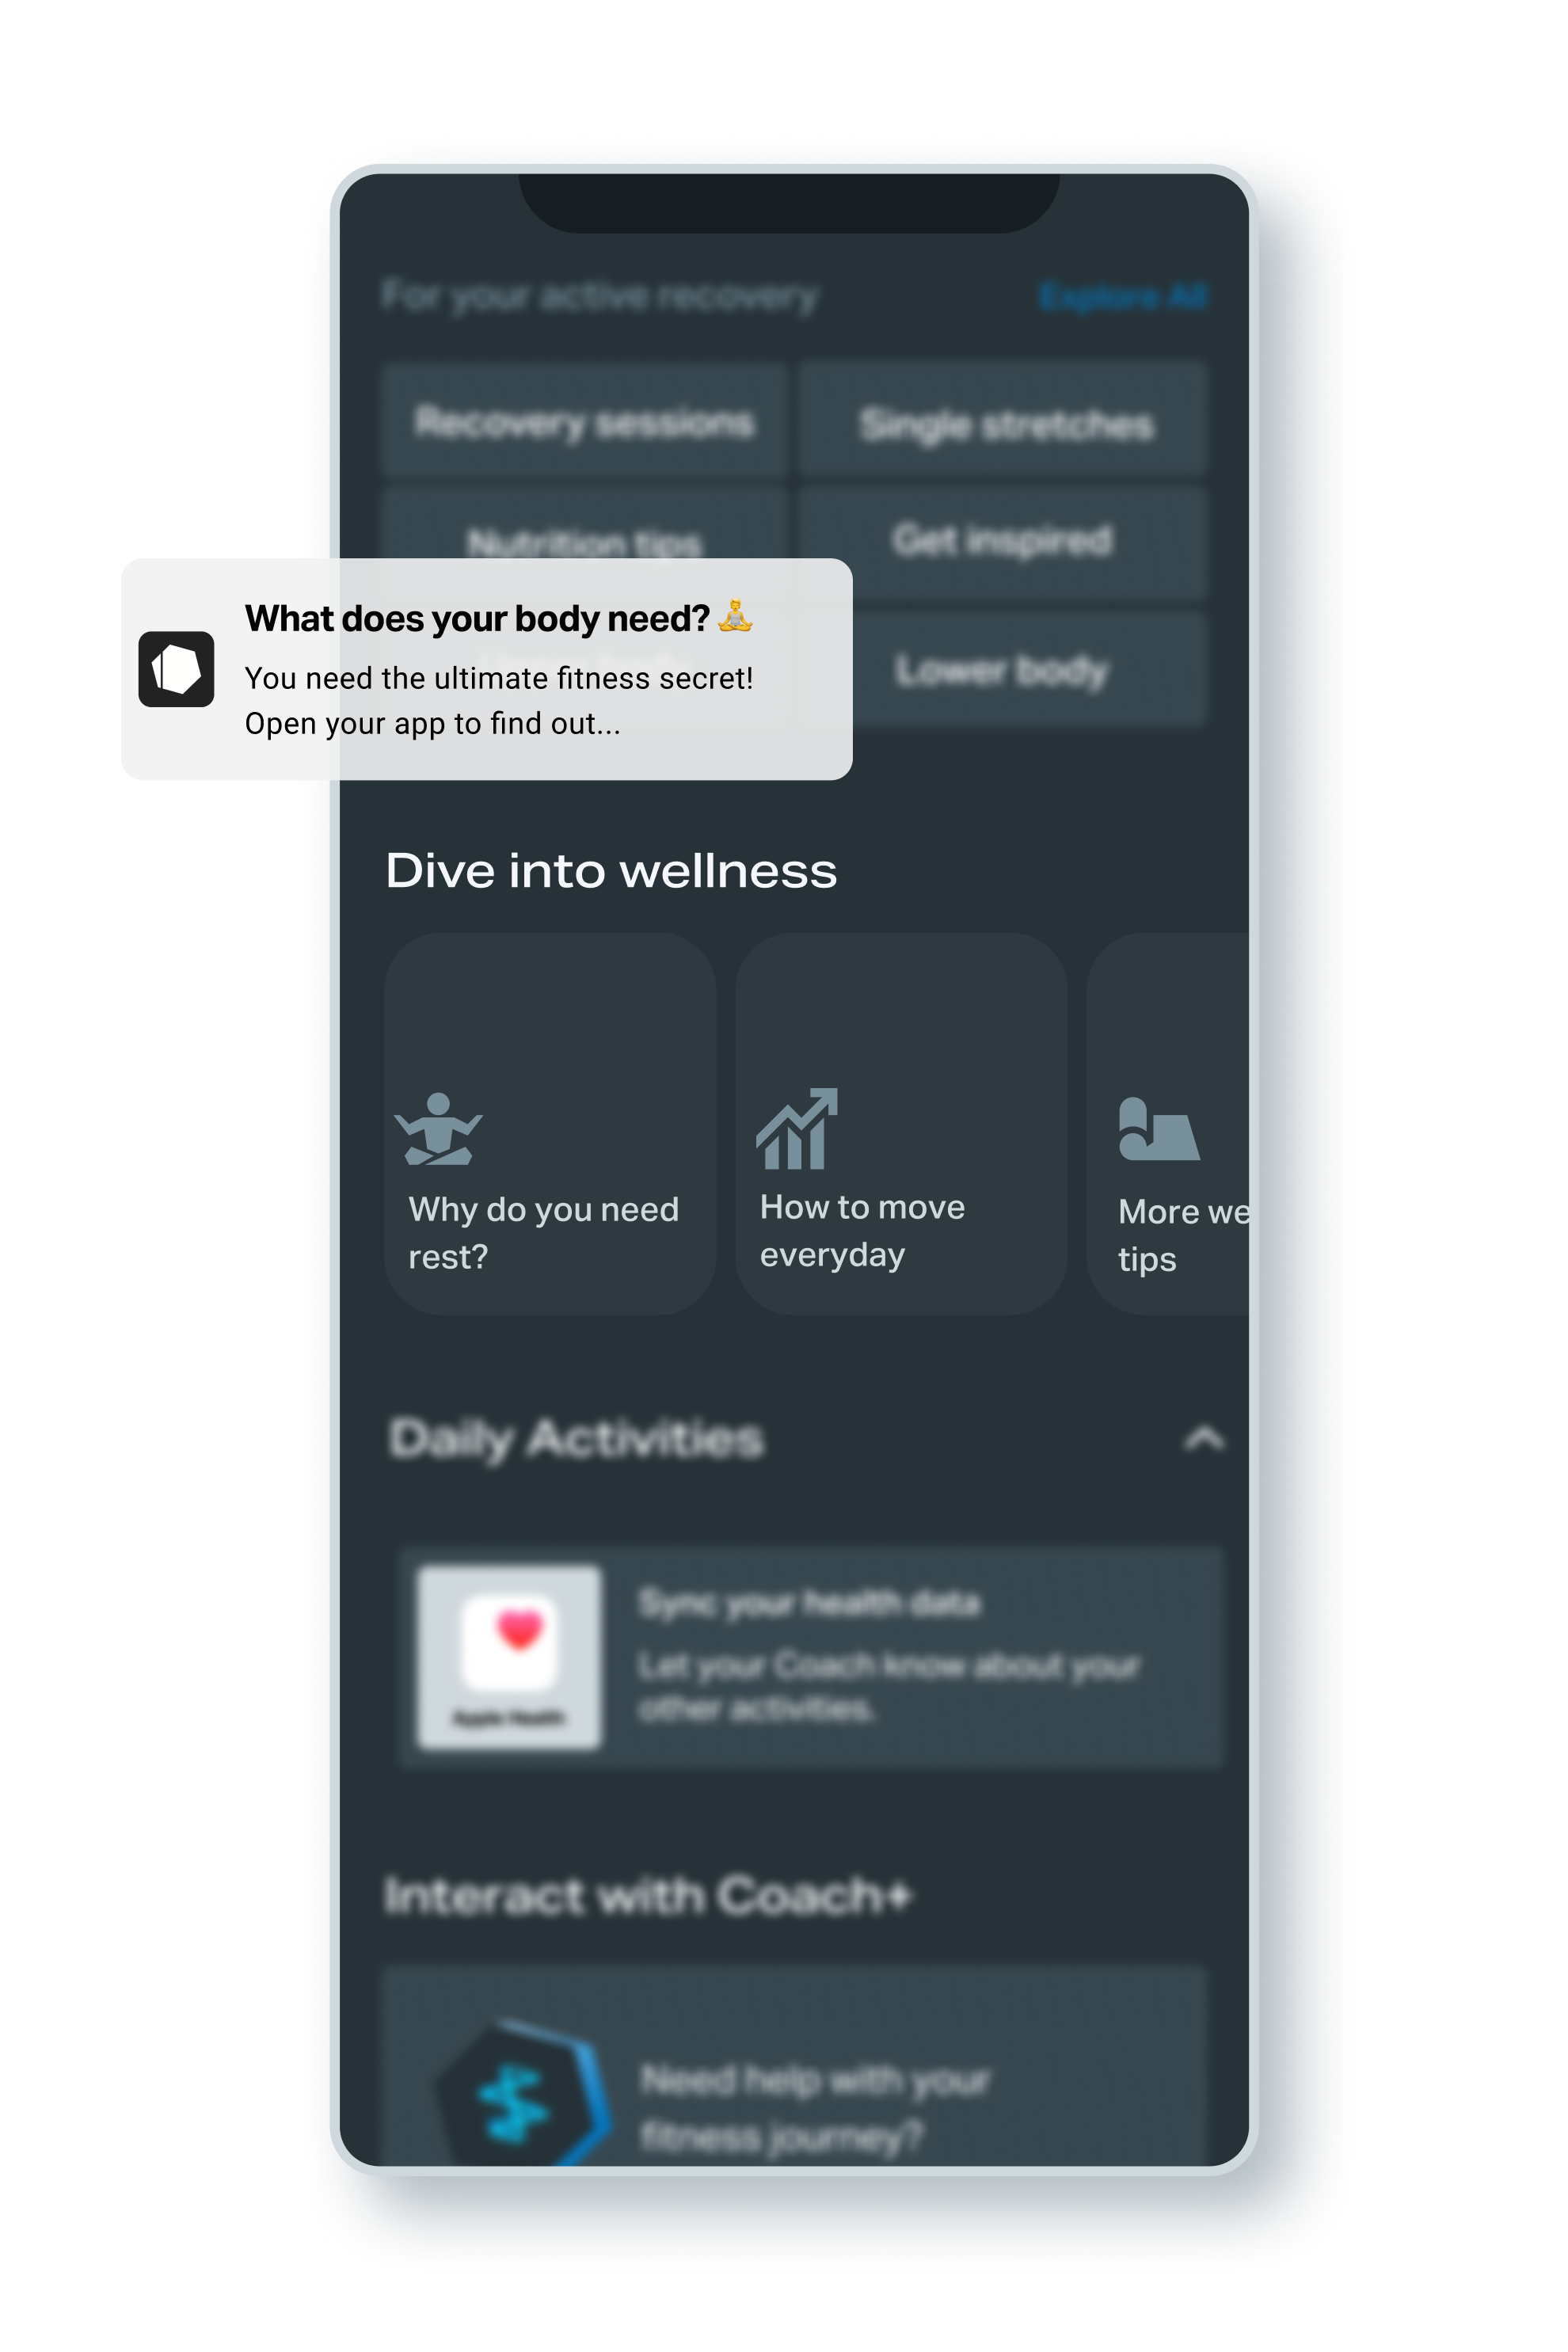 For your active recovery
Explore All
Recovery sessions
Single stretches
Nutrition tips
Get inspired
What does your body need?
You need the ultimate fitness secret!
Open your app to find out...
Lower body
Dive into wellness
Why do you need
rest?
How to move
everyday
More we
tips
Daily Activities
Sync your health data
Let your Coach know about your
other activities.
Apple Health
Interact with Coach+
Need help with your
fitness journey?